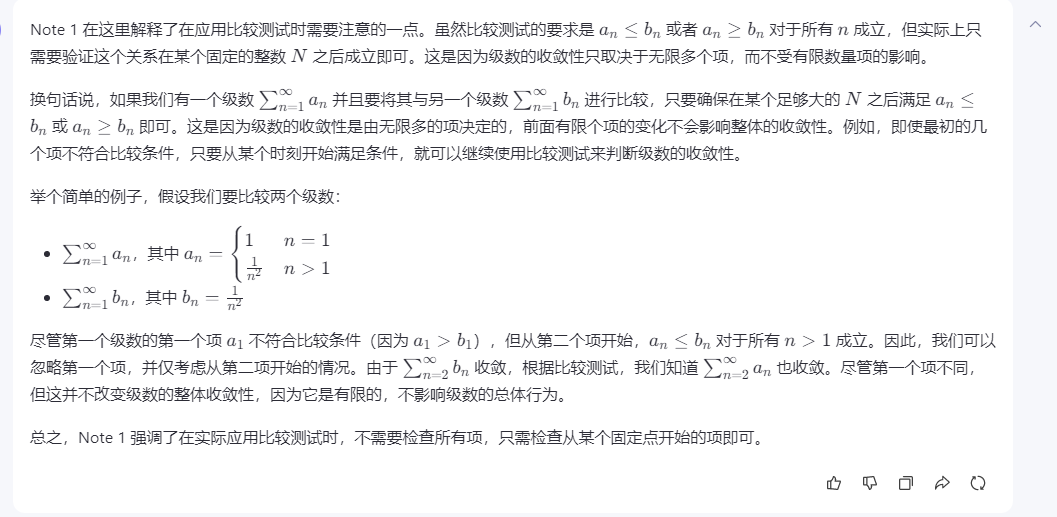 Note 1 在这里解释了在应用比较测试时需要注意的一点。虽然比较测试的要求是 $a_n \leq b_n$ 或者 $a_n \geq b_n$ 对于所有 $n$ 成立，但实际上只
需要验证这个关系在某个固定的整数 $N$ 之后成立即可。这是因为级数的收敛性只取决于无限多个项，而不受有限数量项的影响。
换句话说，如果我们有一个级数 $\sum_{n=1}^{\infty} a_n$ 并且要将其与另一个级数 $\sum_{n=1}^{\infty} b_n$ 进行比较，只要确保在某个足够大的 $N$ 之后满足 $a_n \leq$
$b_n$ 或 $a_n \geq b_n$ 即可。这是因为级数的收敛性是由无限多的项决定的，前面有限个项的变化不会影响整体的收敛性。例如，即使最初的几
个项不符合比较条件，只要从某个时刻开始满足条件，就可以继续使用比较测试来判断级数的收敛性。
举个简单的例子，假设我们要比较两个级数：
• $\sum_{n=1}^{\infty} a_n$，其中 $a_n = \begin{cases} 1 & n = 1 \\ \frac{1}{n^2} & n > 1 \end{cases}$
• $\sum_{n=1}^{\infty} b_n$，其中 $b_n = \frac{1}{n^2}$
尽管第一个级数的第一个项 $a_1$ 不符合比较条件（因为 $a_1 > b_1$），但从第二个项开始，$a_n \leq b_n$ 对于所有 $n > 1$ 成立。因此，我们可以
忽略第一个项，并仅考虑从第二项开始的情况。由于 $\sum_{n=2}^{\infty} b_n$ 收敛，根据比较测试，我们知道 $\sum_{n=2}^{\infty} a_n$ 也收敛。尽管第一个项不同，
但这并不改变级数的整体收敛性，因为它是有限的，不影响级数的总体行为。
总之，Note 1 强调了在实际应用比较测试时，不需要检查所有项，只需检查从某个固定点开始的项即可。